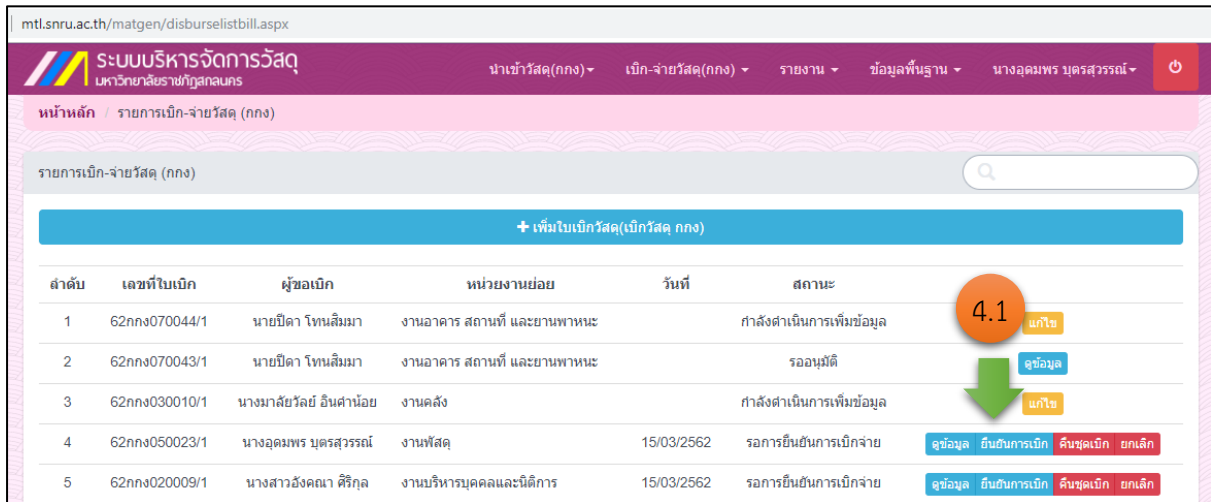 mtl.snru.ac.th/matgen/disburselistbill.aspx
ระบบบริหารจัดการวัสดุ
มหาวิทยาลัยราชภัฏสกลนคร
นำเข้าวัสดุ(กกง) เบิก-จ่ายวัสดุ(กกง) รายงาน ข้อมูลพื้นฐาน นางอุดมพร บุตรสุวรรณ์
หน้าหลัก / รายการเบิก-จ่ายวัสดุ (กกง)
รายการเบิก-จ่ายวัสดุ (กกง)
+ เพิ่มใบเบิกวัสดุ(เบิกวัสดุ กกง)
ลำดับ เลขที่ใบเบิก ผู้ขอเบิก หน่วยงานย่อย วันที่ สถานะ
4.1
1 62กกง070044/1 นายปิดา โทนสิมมา งานอาคาร สถานที่ และยานพาหนะ กำลังดำเนินการเพิ่มข้อมูล แก้ไข
2 62กกง070043/1 นายปิดา โทนสิมมา งานอาคาร สถานที่ และยานพาหนะ รออนุมัติ ดูข้อมูล
3 62กกง030010/1 นางมาลัยวัลย์ อินคำน้อย งานคลัง กำลังดำเนินการเพิ่มข้อมูล แก้ไข
4 62กกง050023/1 นางอุดมพร บุตรสุวรรณ์ งานพัสดุ 15/03/2562 รอการยืนยันการเบิกจ่าย ดูข้อมูล ยืนยันการเบิก คืนชุดเบิก ยกเลิก
5 62กกง020009/1 นางสาวอังคณา ศิริกุล งานบริหารบุคคลและนิติการ 15/03/2562 รอการยืนยันการเบิกจ่าย ดูข้อมูล ยืนยันการเบิก คืนชุดเบิก ยกเลิก